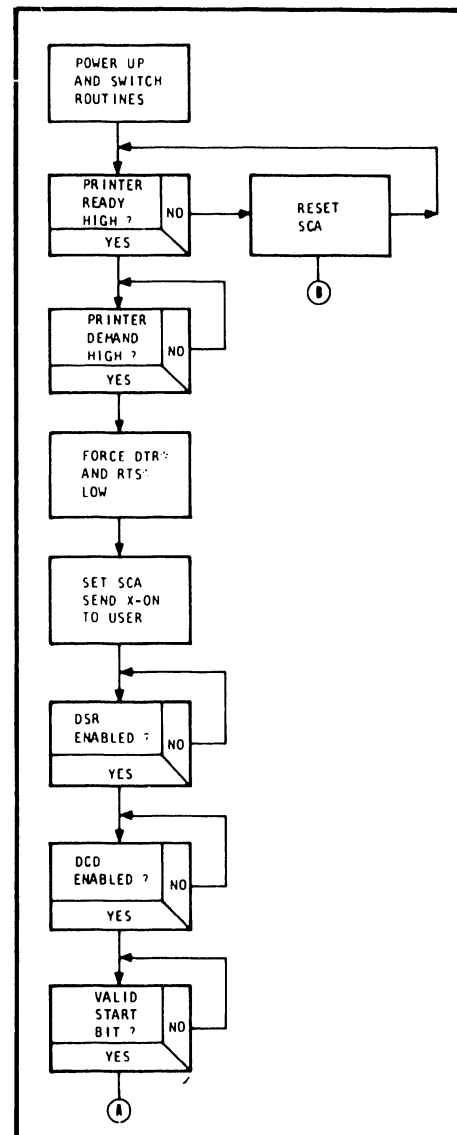 POWER UP
AND SWITCH
ROUTINES
PRINTER
READY
HIGH ?
NO
YES
RESET
SCA
B
PRINTER
DEMAND
HIGH ?
NO
YES
FORCE DTR*
AND RTS*
LOW
SET SCA
SEND X-ON
TO USER
DSR
ENABLED ?
NO
YES
DCD
ENABLED ?
NO
YES
VALID
START
BIT ?
NO
YES
A